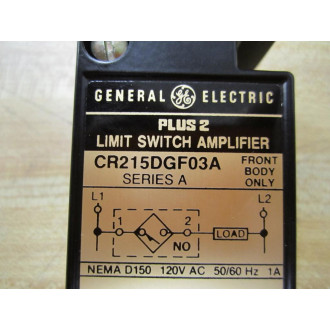 GENERAL GE ELECTRIC
PLUS 2
LIMIT SWITCH AMPLIFIER
CR215DGF03A
SERIES A
FRONT
BODY
ONLY
L1 L2
1 2
NO
LOAD
NEMA D150 120V AC 50/60 Hz 1A